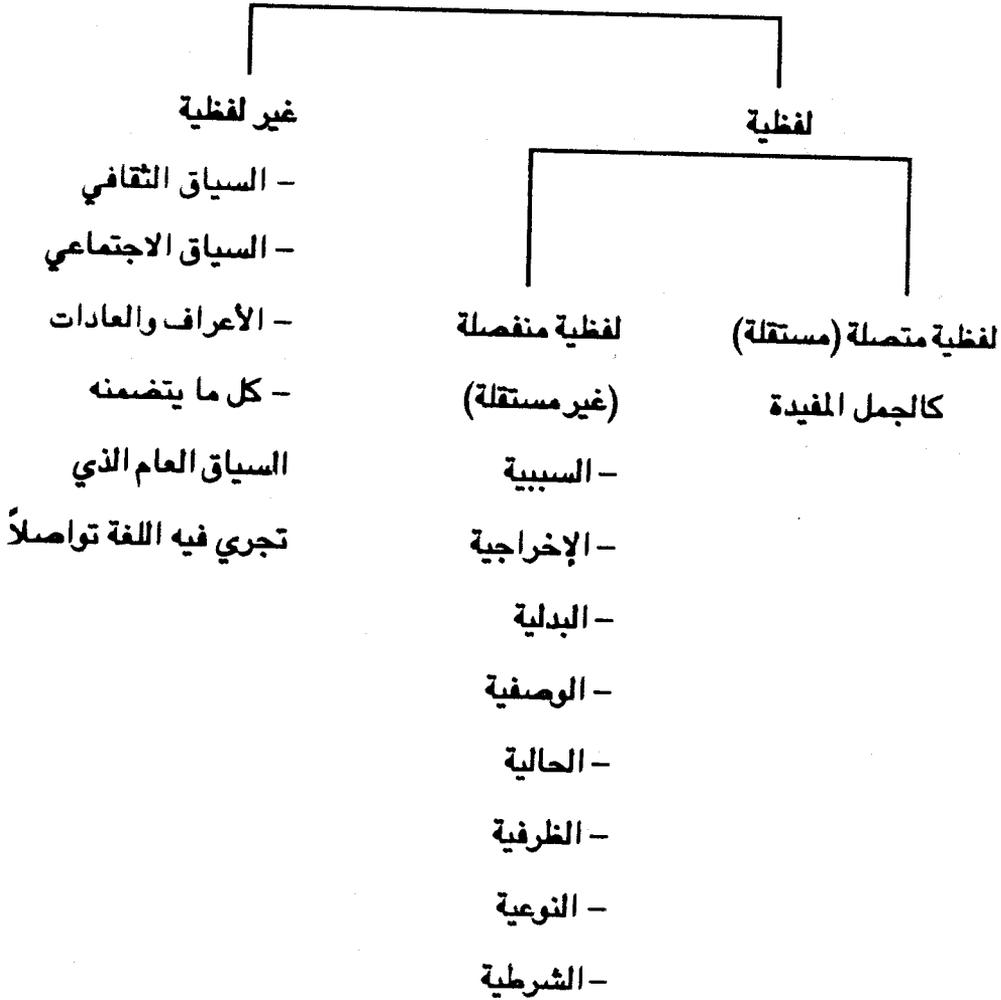 لفظية
لفظية متصلة (مستقلة)
كالجمل المفيدة
لفظية منفصلة
(غير مستقلة)
– السببية
– الإخراجية
– البدلية
– الوصفية
– الحالية
– الظرفية
– النوعية
– الشرطية
غير لفظية
– السياق الثقافي
– السياق الاجتماعي
– الأعراف والعادات
– كل ما يتضمنه
السياق العام الذي
تجري فيه اللغة تواصلاً